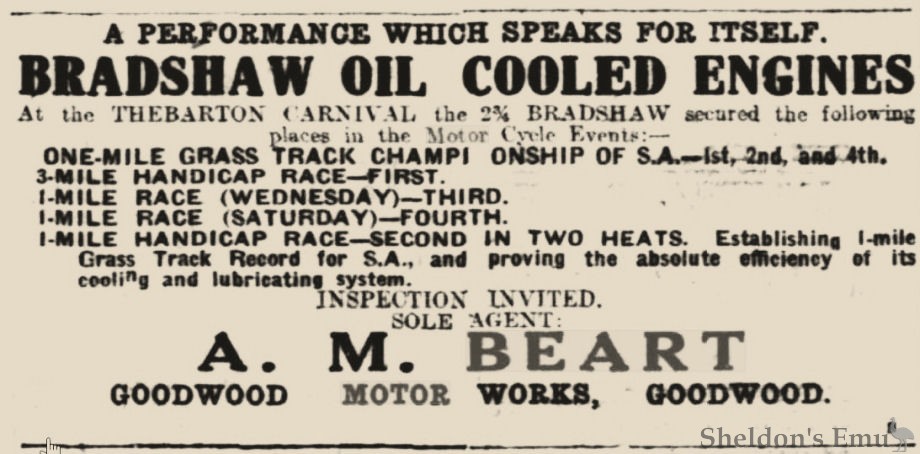 A PERFORMANCE WHICH SPEAKS FOR ITSELF.
BRADSHAW OIL COOLED ENGINES
At the THEBARTON CARNIVAL the 2¾ BRADSHAW secured the following
places in the Motor Cycle Events:—
ONE-MILE GRASS TRACK CHAMPI ONSHIP OF S.A.—1st, 2nd, and 4th.
3-MILE HANDICAP RACE—FIRST.
1-MILE RACE (WEDNESDAY)—THIRD.
1-MILE RACE (SATURDAY)—FOURTH.
1-MILE HANDICAP RACE—SECOND IN TWO HEATS. Establishing 1-mile
Grass Track Record for S.A., and proving the absolute efficiency of its
cooling and lubricating system.
INSPECTION INVITED.
SOLE AGENT:
A. M. BEART
GOODWOOD MOTOR WORKS, GOODWOOD.
Sheldon's Emu